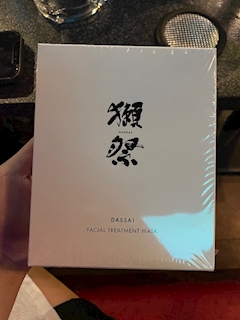 獺
DASSAI
祭
DASSAI
FACIAL TREATMENT MASK